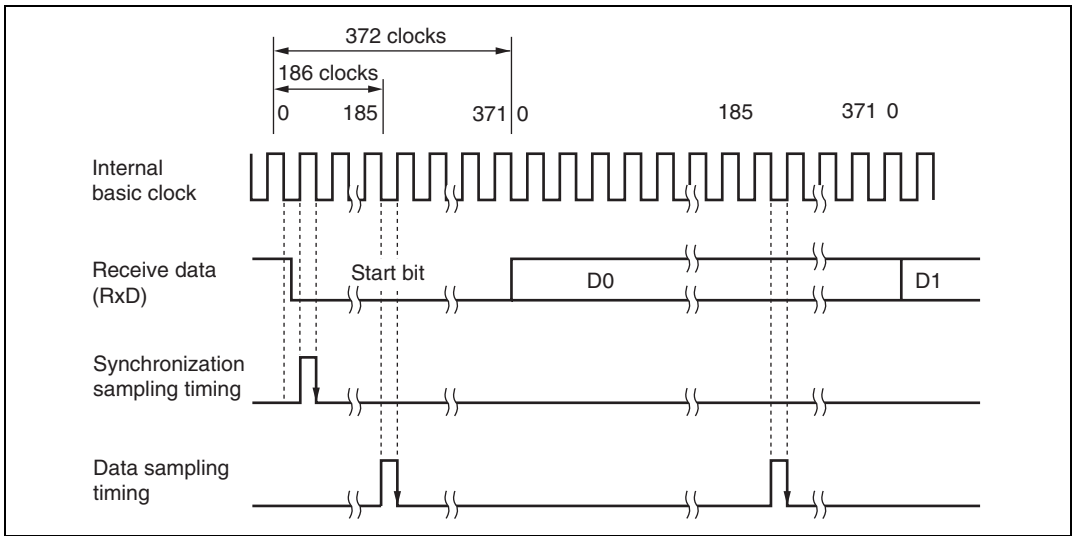 372 clocks
186 clocks
0 185 371 0 185 371 0
Internal
basic clock
Receive data
(RxD)
Start bit D0 D1
Synchronization
sampling timing
Data sampling
timing